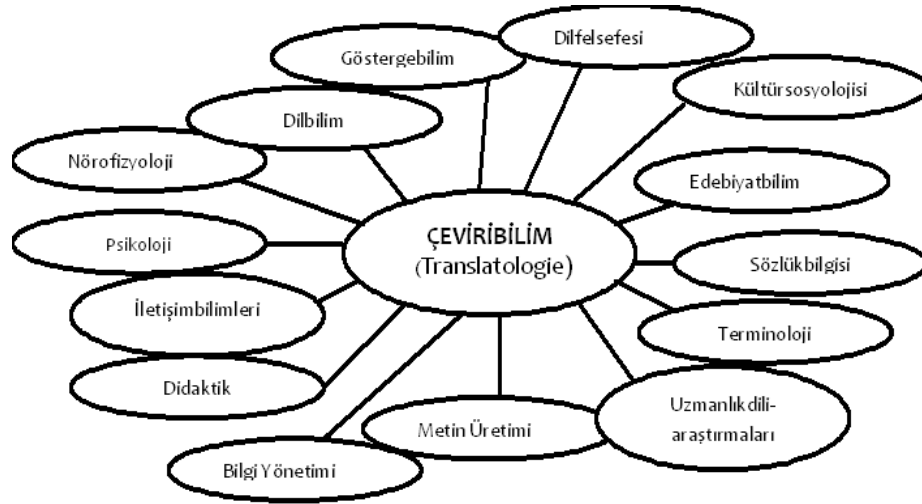 Dilfelsefesi
Göstergebilim
Kültürsosyolojisi
Dilbilim
Nörofizyoloji
Edebiyatbilim
ÇEVİRİBİLİM
(Translatologie)
Psikoloji
Sözlükbilgisi
İletişimbilimleri
Terminoloji
Didaktik
Uzmanlıkdili-
araştırmaları
Metin Üretimi
Bilgi Yönetimi